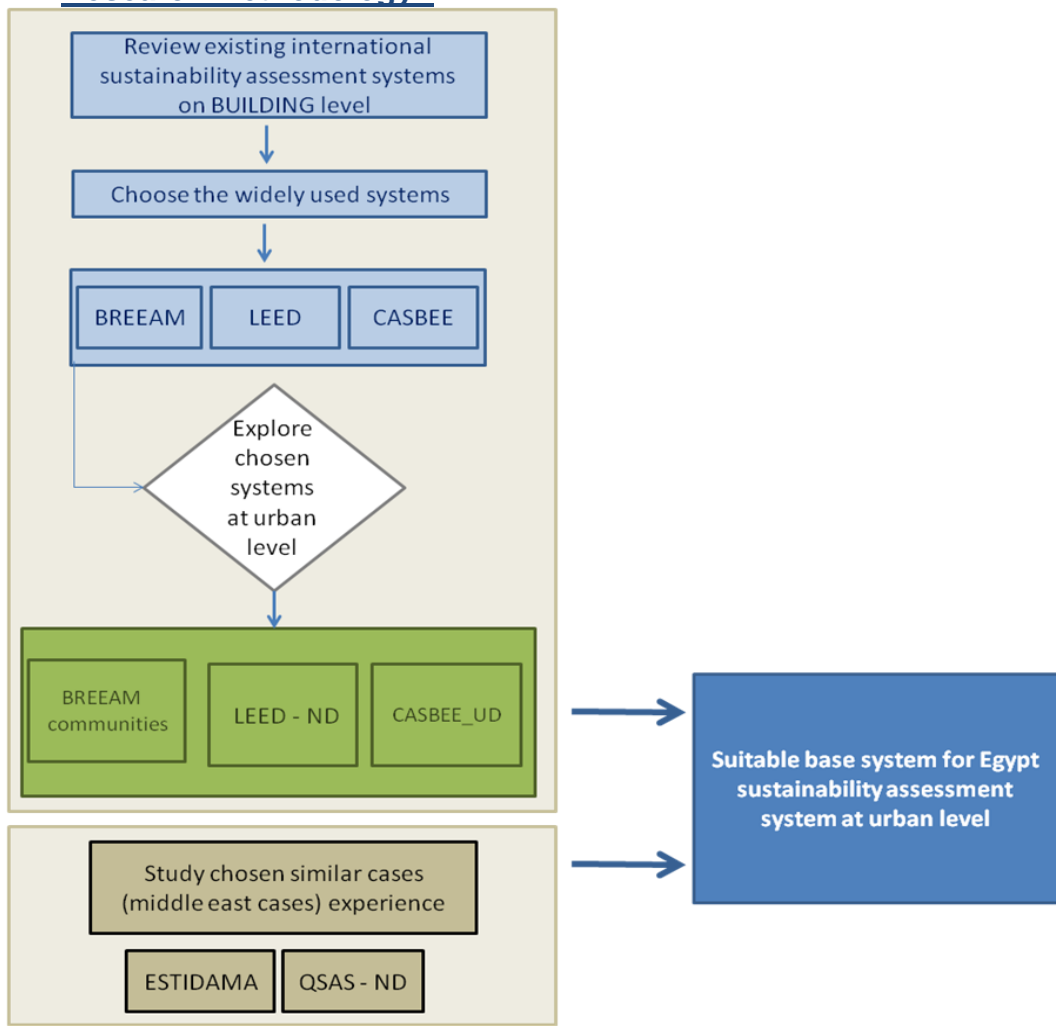 Review existing international
sustainability assessment systems
on BUILDING level
Choose the widely used systems
BREEAM
LEED
CASBEE
Explore
chosen
systems
at urban
level
BREEAM
communities
LEED - ND
CASBEE_UD
Suitable base system for Egypt
sustainability assessment
system at urban level
Study chosen similar cases
(middle east cases) experience
ESTIDAMA
QSAS - ND